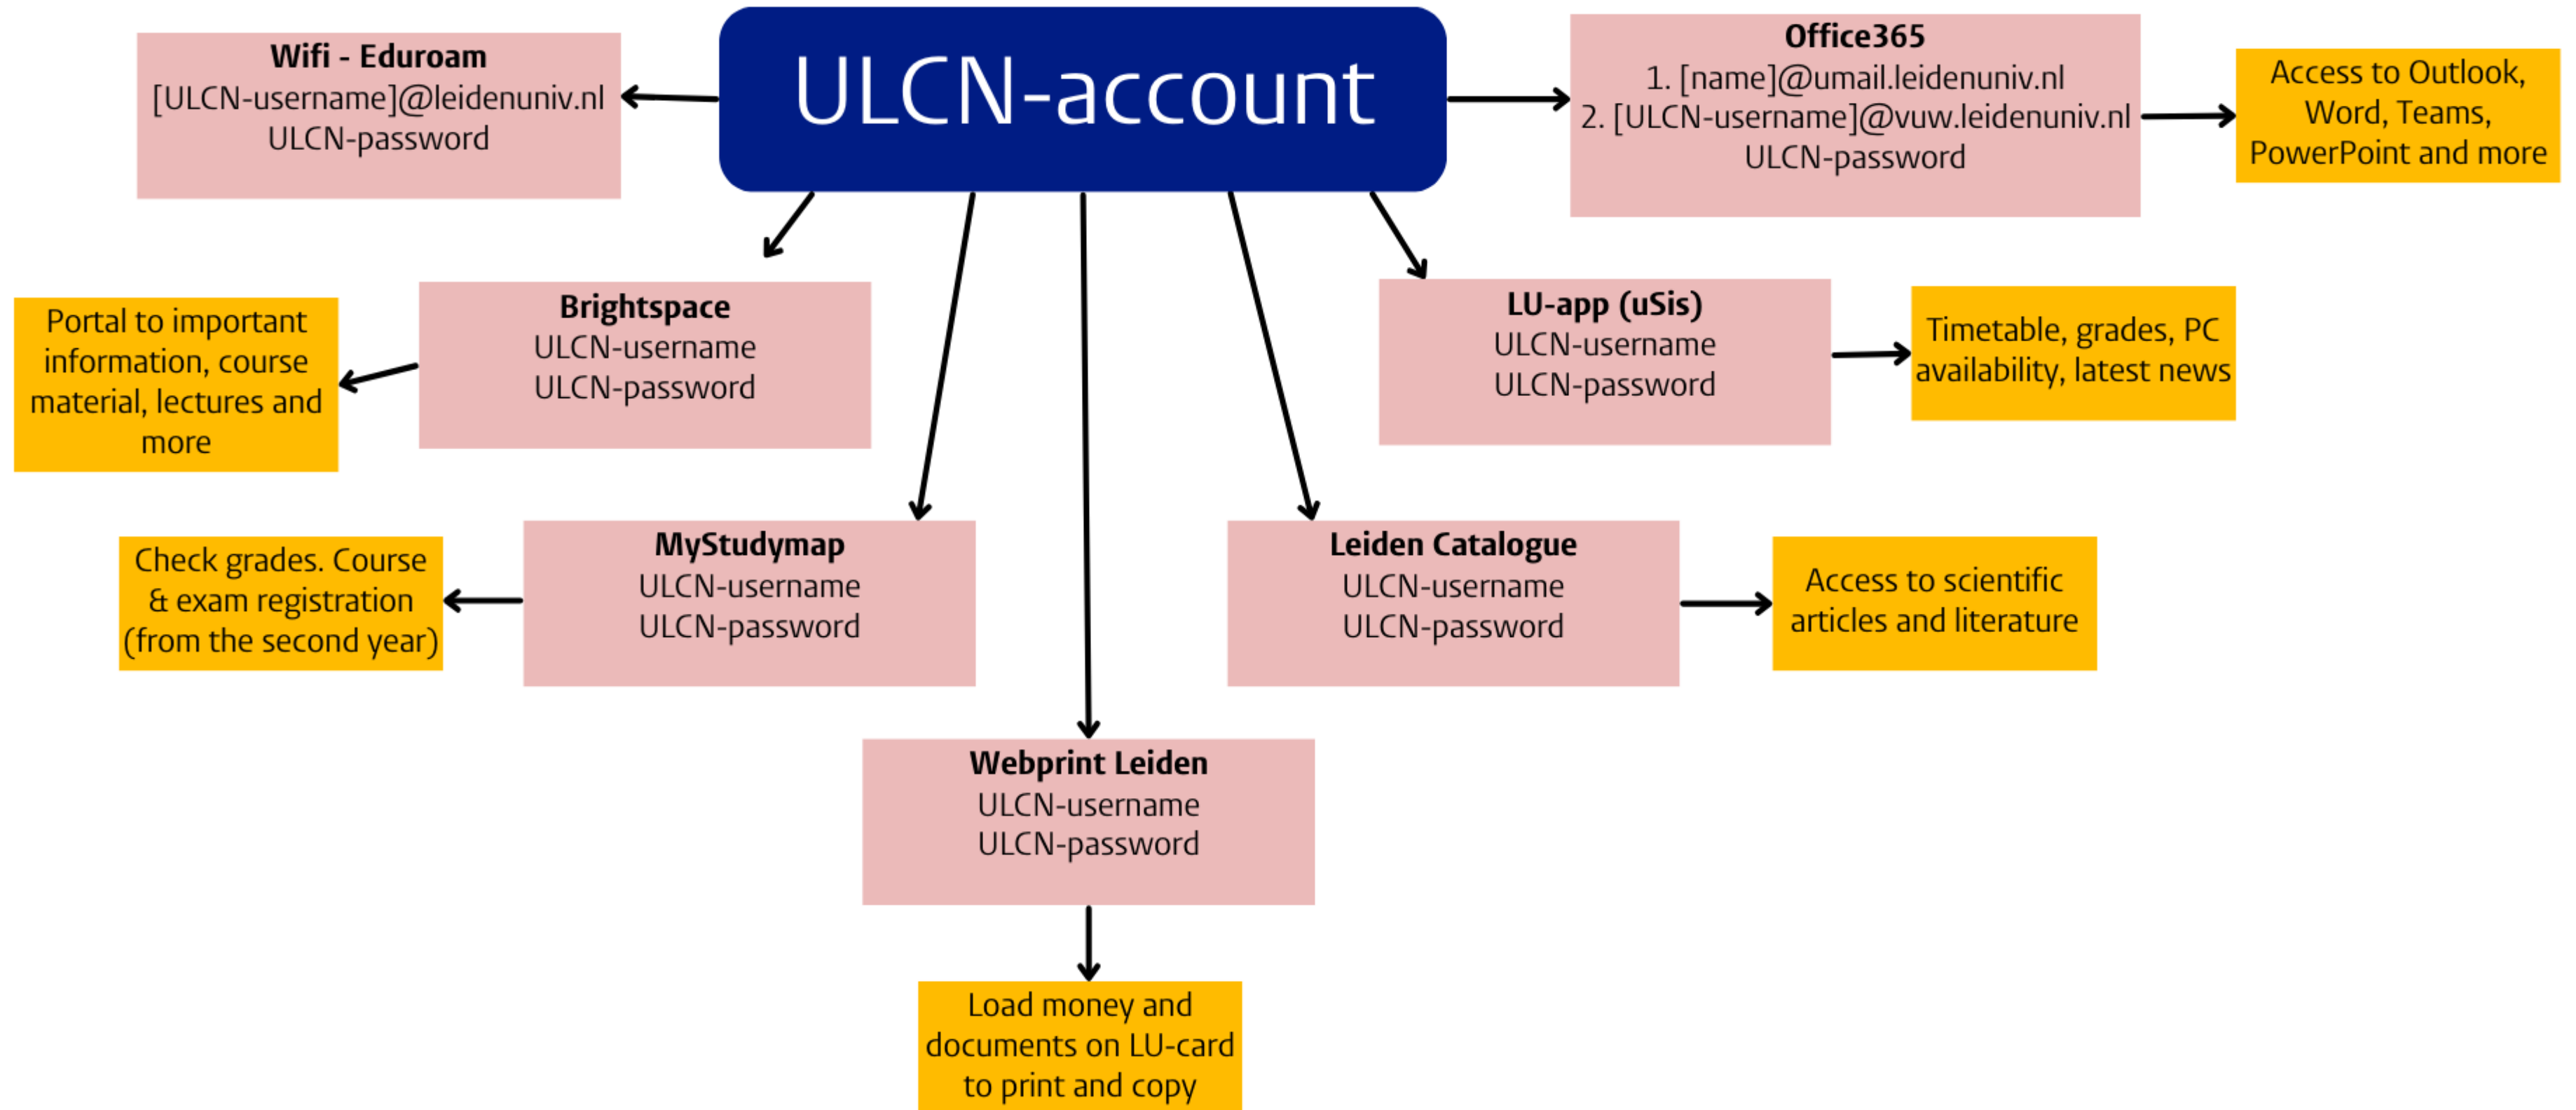 ULCN-account
Wifi - Eduroam
[ULCN-username]@leidenuniv.nl
ULCN-password
Office365
1. [name]@umail.leidenuniv.nl
2. [ULCN-username]@vuw.leidenuniv.nl
ULCN-password
Access to Outlook,
Word, Teams,
PowerPoint and more
Brightspace
ULCN-username
ULCN-password
Portal to important
information, course
material, lectures and
more
LU-app (uSis)
ULCN-username
ULCN-password
Timetable, grades, PC
availability, latest news
MyStudymap
ULCN-username
ULCN-password
Check grades. Course
& exam registration
(from the second year)
Leiden Catalogue
ULCN-username
ULCN-password
Access to scientific
articles and literature
Webprint Leiden
ULCN-username
ULCN-password
Load money and
documents on LU-card
to print and copy